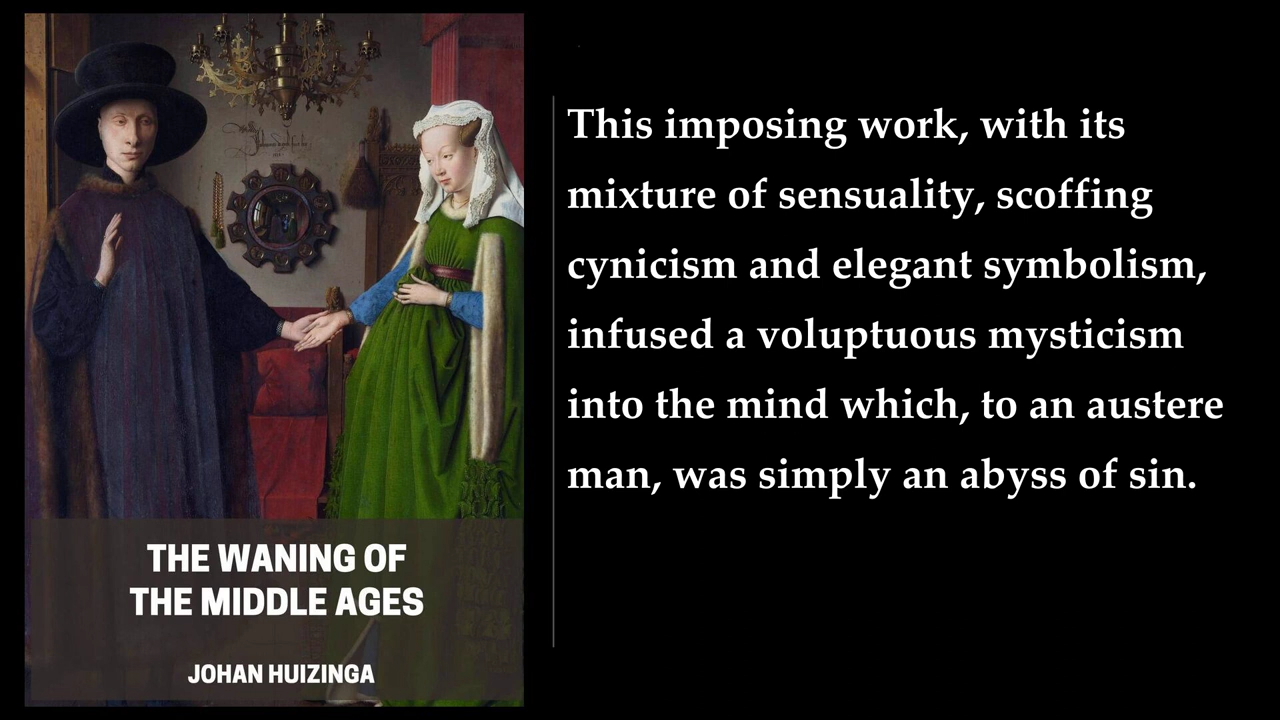 THE WANING OF
THE MIDDLE AGES
JOHAN HUIZINGA
This imposing work, with its
mixture of sensuality, scoffing
cynicism and elegant symbolism,
infused a voluptuous mysticism
into the mind which, to an austere
man, was simply an abyss of sin.